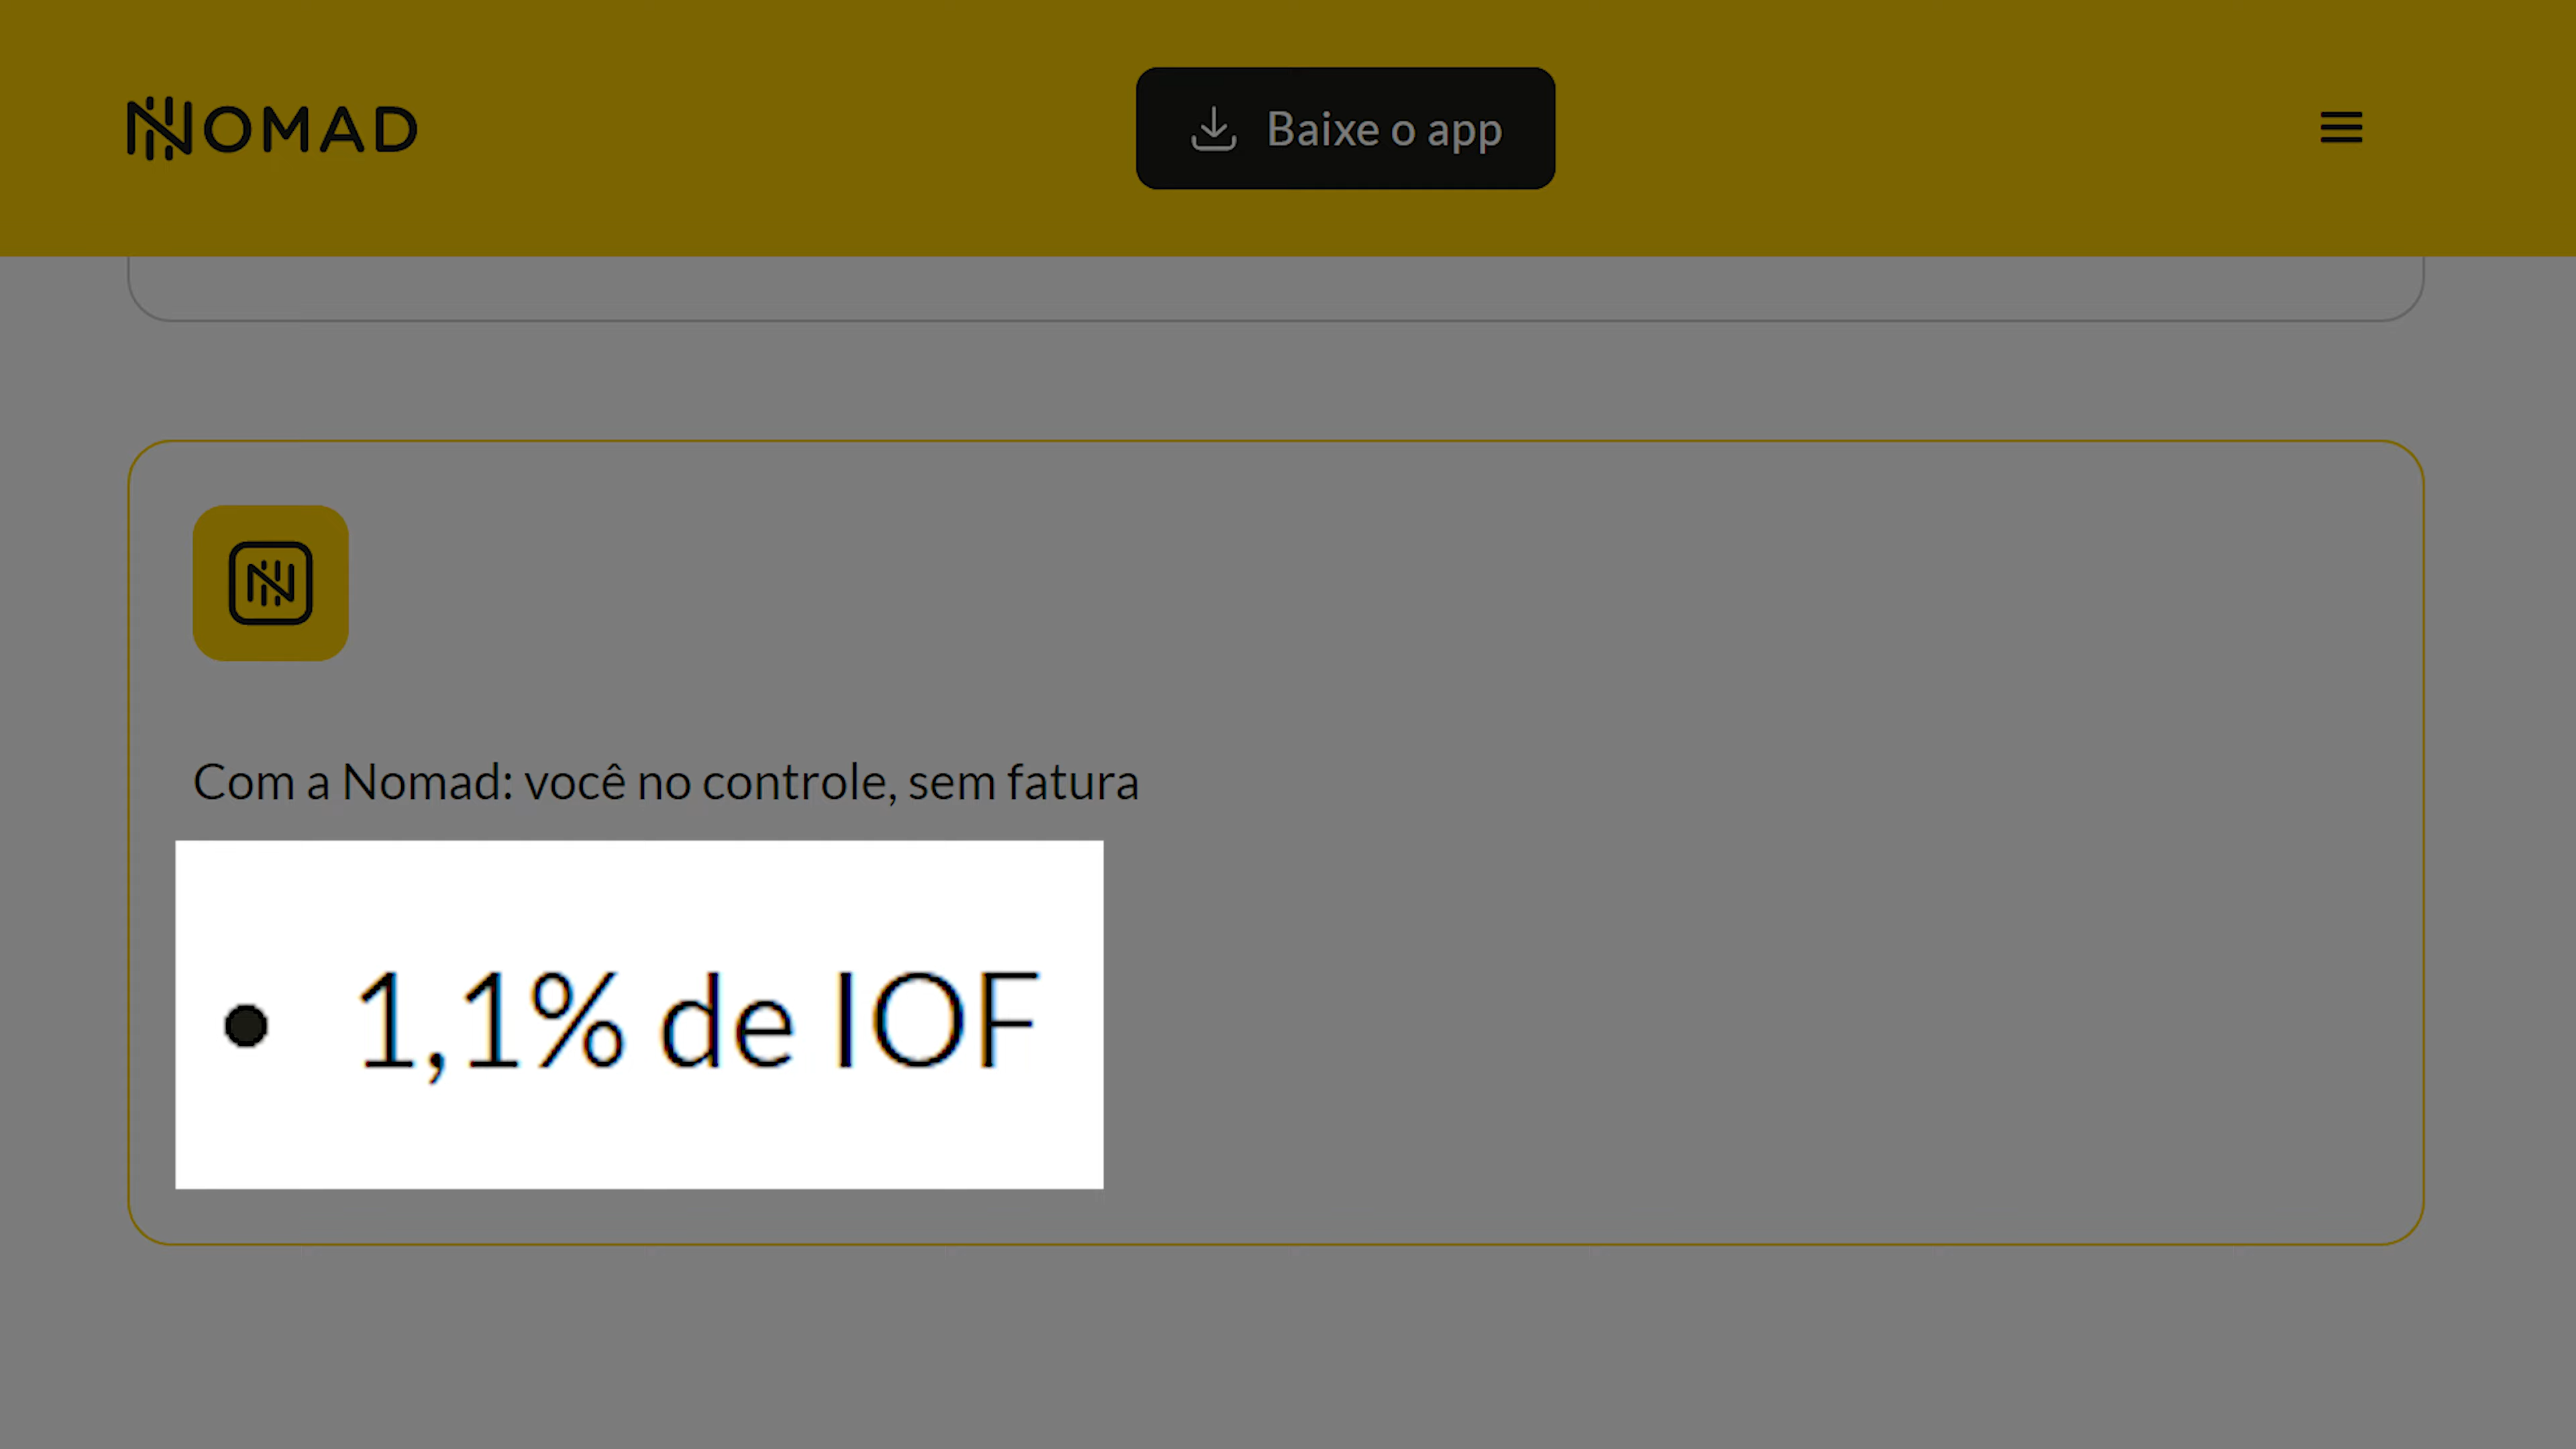 NOMAD
Baixe o app
Com a Nomad: você no controle, sem fatura
• 1,1% de IOF